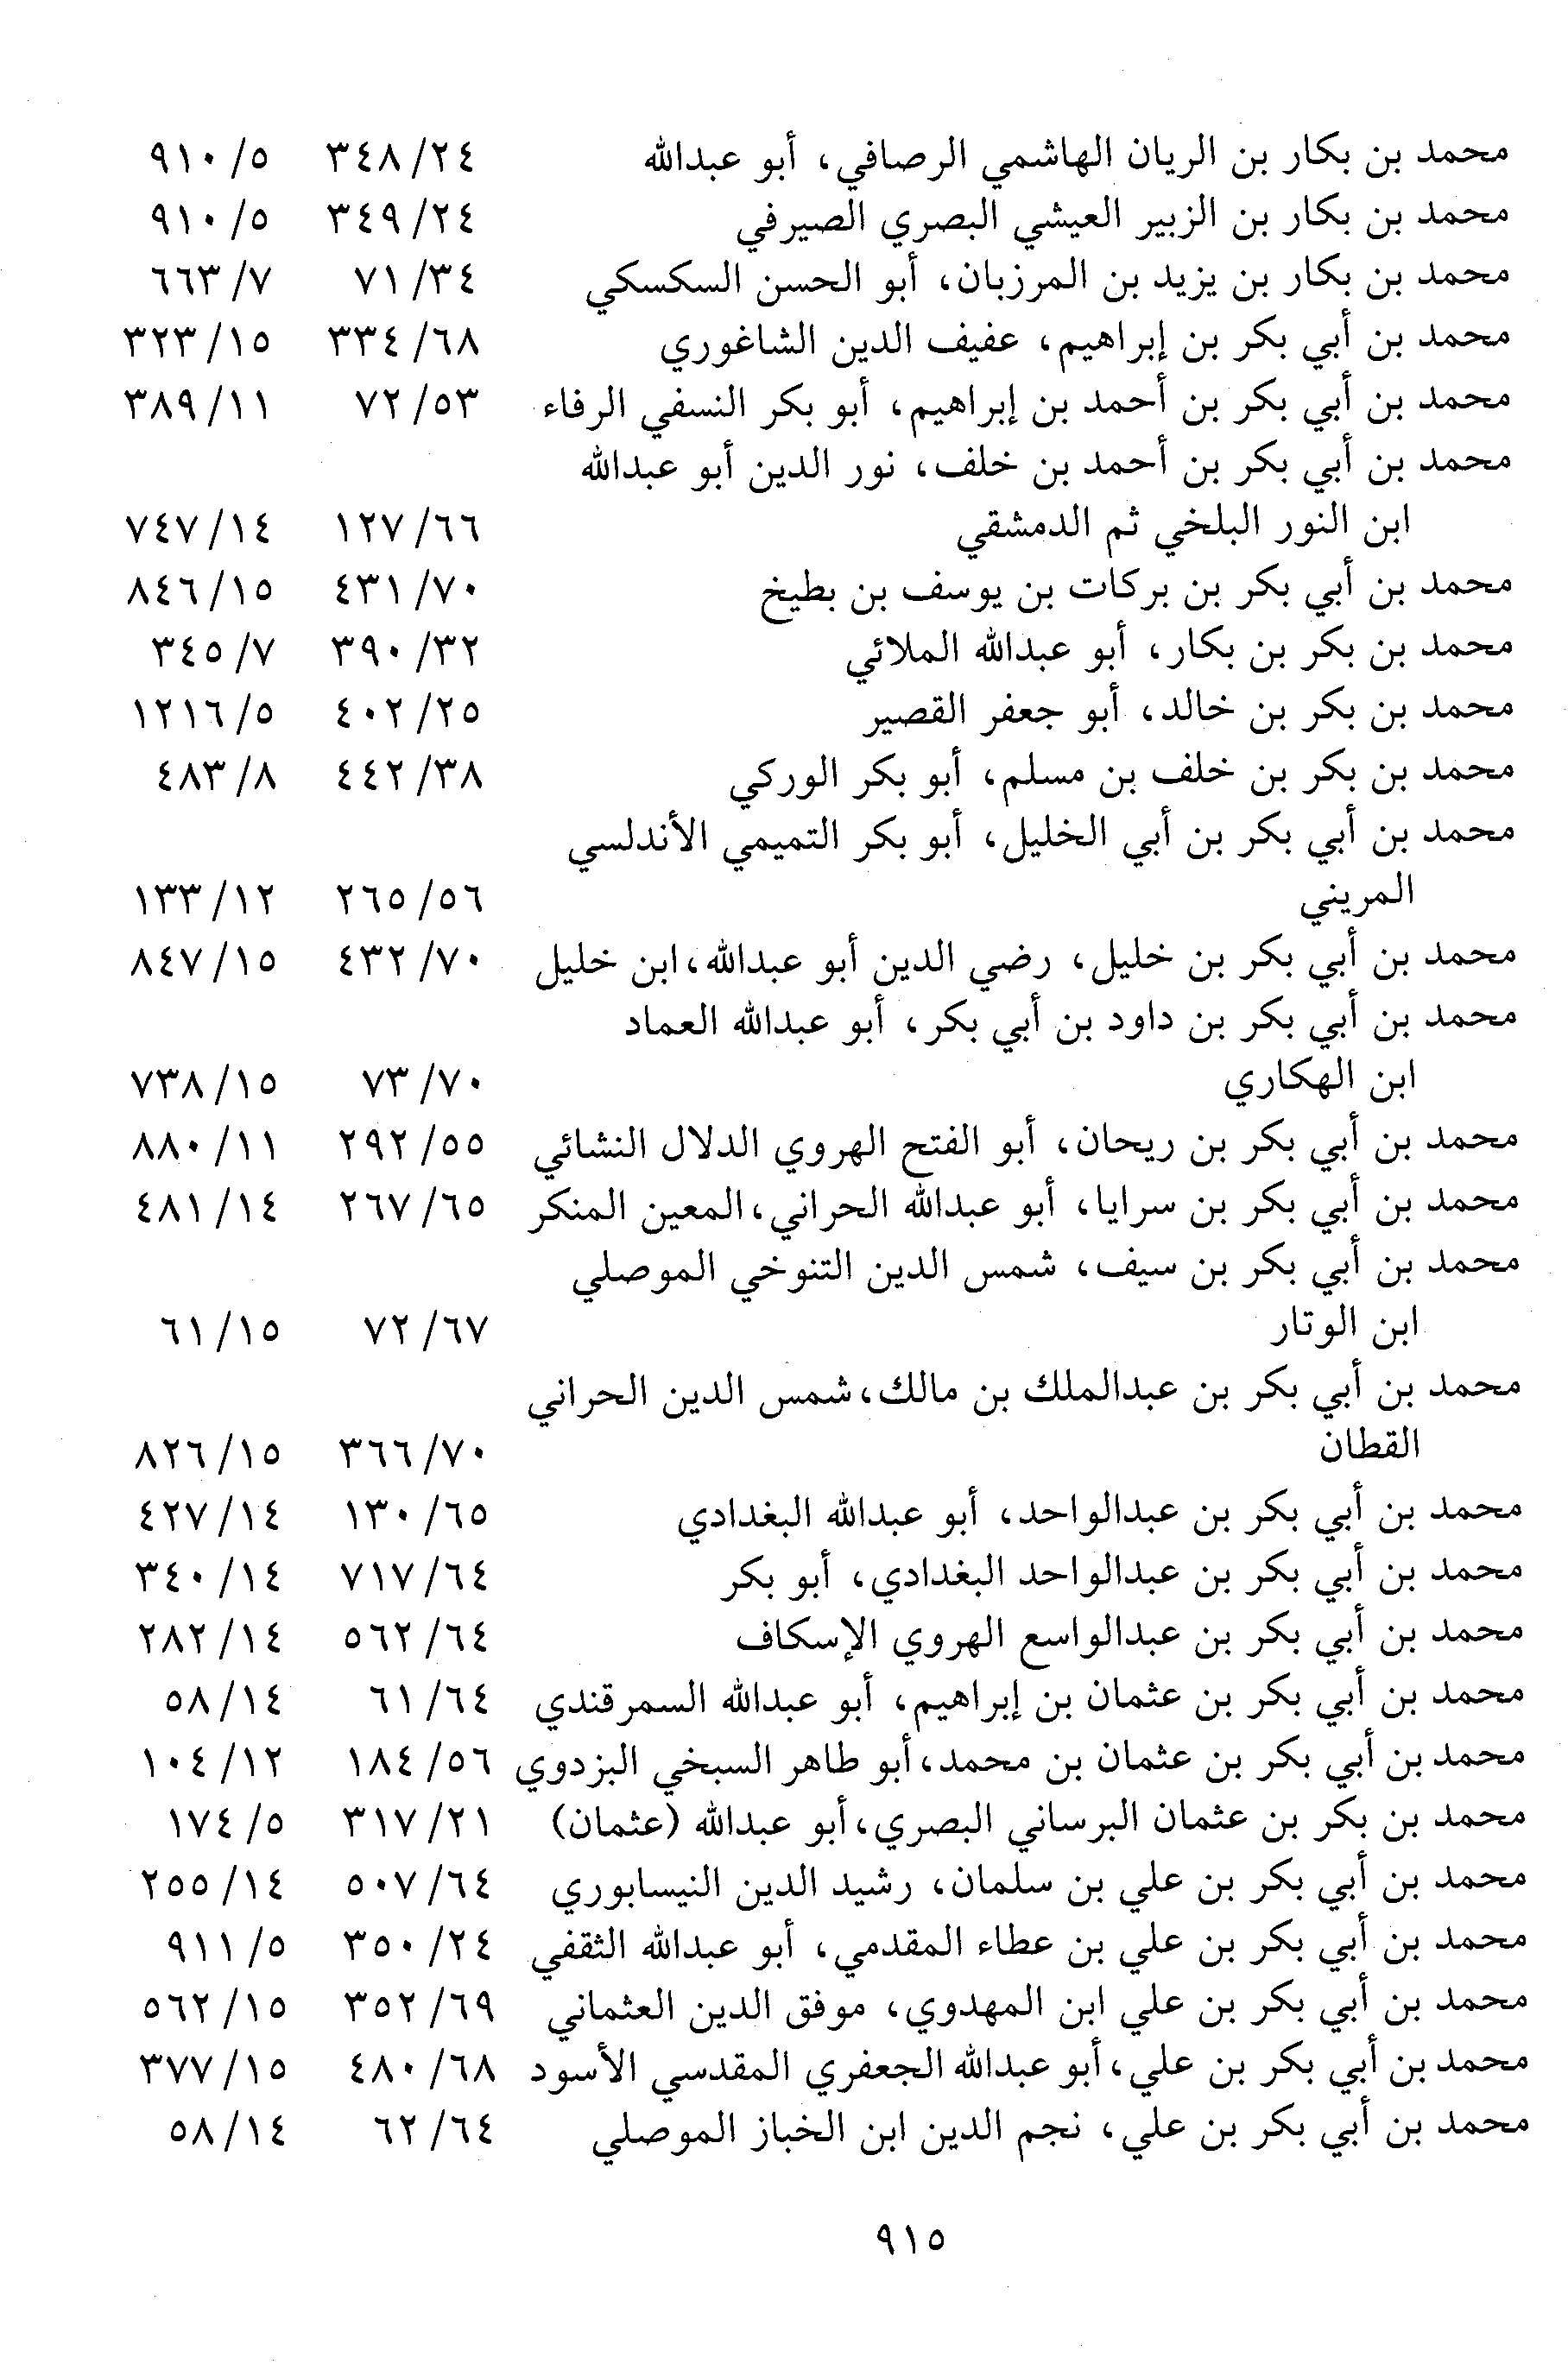 محمد بن بكار بن الريان الهاشمي الرصافي، أبو عبدالله ٢٤/ ٣٤٨ ٥/ ٩١٠
محمد بن بكار بن الزبير العيشي البصري الصيرفي ٢٤/ ٣٤٩ ٥/ ٩١٠
محمد بن بكار بن يزيد بن المرزبان، أبو الحسن السكسكي ٣٤/ ٧١ ٧/ ٦٦٣
محمد بن أبي بكر بن إبراهيم، عفيف الدين الشاغوري ٦٨/ ٣٣٤ ١٥/ ٣٢٣
محمد بن أبي بكر بن أحمد بن إبراهيم، أبو بكر النسفي الرفاء ٥٣/ ٧٢ ١١/ ٣٨٩
محمد بن أبي بكر بن أحمد بن خلف، نور الدين أبو عبدالله
ابن النور البلخي ثم الدمشقي ٦٦/ ١٢٧ ١٤/ ٧٤٧
محمد بن أبي بكر بن بركات بن يوسف بن بطيخ ٧٠/ ٤٣١ ١٥/ ٨٤٦
محمد بن بكر بن بكار، أبو عبدالله الملائي ٣٢/ ٣٩٠ ٧/ ٣٤٥
محمد بن بكر بن خالد، أبو جعفر القصير ٢٥/ ٤٠٢ ٥/ ١٢١٦
محمد بن بكر بن خلف بن مسلم، أبو بكر الوركي ٣٨/ ٤٤٢ ٨/ ٤٨٣
محمد بن أبي بكر بن أبي الخليل، أبو بكر التميمي الأندلسي
المريني ٥٦/ ٢٦٥ ١٢/ ١٣٣
محمد بن أبي بكر بن خليل، رضي الدين أبو عبدالله، ابن خليل ٧٠/ ٤٣٢ ١٥/ ٨٤٧
محمد بن أبي بكر بن داود بن أبي بكر، أبو عبدالله العماد
ابن الهكاري ٧٠/ ٧٣ ١٥/ ٧٣٨
محمد بن أبي بكر بن ريحان، أبو الفتح الهروي الدلال النشائي ٥٥/ ٢٩٢ ١١/ ٨٨٠
محمد بن أبي بكر بن سرايا، أبو عبدالله الحراني، المعين المنكر ٦٥/ ٢٦٧ ١٤/ ٤٨١
محمد بن أبي بكر بن سيف، شمس الدين التنوخي الموصلي
ابن الوتار ٦٧/ ٧٢ ١٥/ ٦١
محمد بن أبي بكر بن عبدالملك بن مالك، شمس الدين الحراني
القطان ٧٠/ ٣٦٦ ١٥/ ٨٢٦
محمد بن أبي بكر بن عبدالواحد، أبو عبدالله البغدادي ٦٥/ ١٣٠ ١٤/ ٤٢٧
محمد بن أبي بكر بن عبدالواحد البغدادي، أبو بكر ٦٤/ ٧١٧ ١٤/ ٣٤٠
محمد بن أبي بكر بن عبدالواسع الهروي الإسكاف ٦٤/ ٥٦٢ ١٤/ ٢٨٢
محمد بن أبي بكر بن عثمان بن إبراهيم، أبو عبدالله السمرقندي ٦٤/ ٦١ ١٤/ ٥٨
محمد بن أبي بكر بن عثمان بن محمد، أبو طاهر السبخي البزدوي ٥٦/ ١٨٤ ١٢/ ١٠٤
محمد بن بكر بن عثمان البرساني البصري، أبو عبدالله (عثمان) ٢١/ ٣١٧ ٥/ ١٧٤
محمد بن أبي بكر بن علي بن سلمان، رشيد الدين النيسابوري ٦٤/ ٥٠٧ ١٤/ ٢٥٥
محمد بن أبي بكر بن علي بن عطاء المقدمي، أبو عبدالله الثقفي ٢٤/ ٣٥٠ ٥/ ٩١١
محمد بن أبي بكر بن علي ابن المهدوي، موفق الدين العثماني ٦٩/ ٣٥٢ ١٥/ ٥٦٢
محمد بن أبي بكر بن علي، أبو عبدالله الجعفري المقدسي الأسود ٦٨/ ٤٨٠ ١٥/ ٣٧٧
محمد بن أبي بكر بن علي، نجم الدين ابن الخباز الموصلي ٦٤/ ٦٢ ١٤/ ٥٨
٩١٥